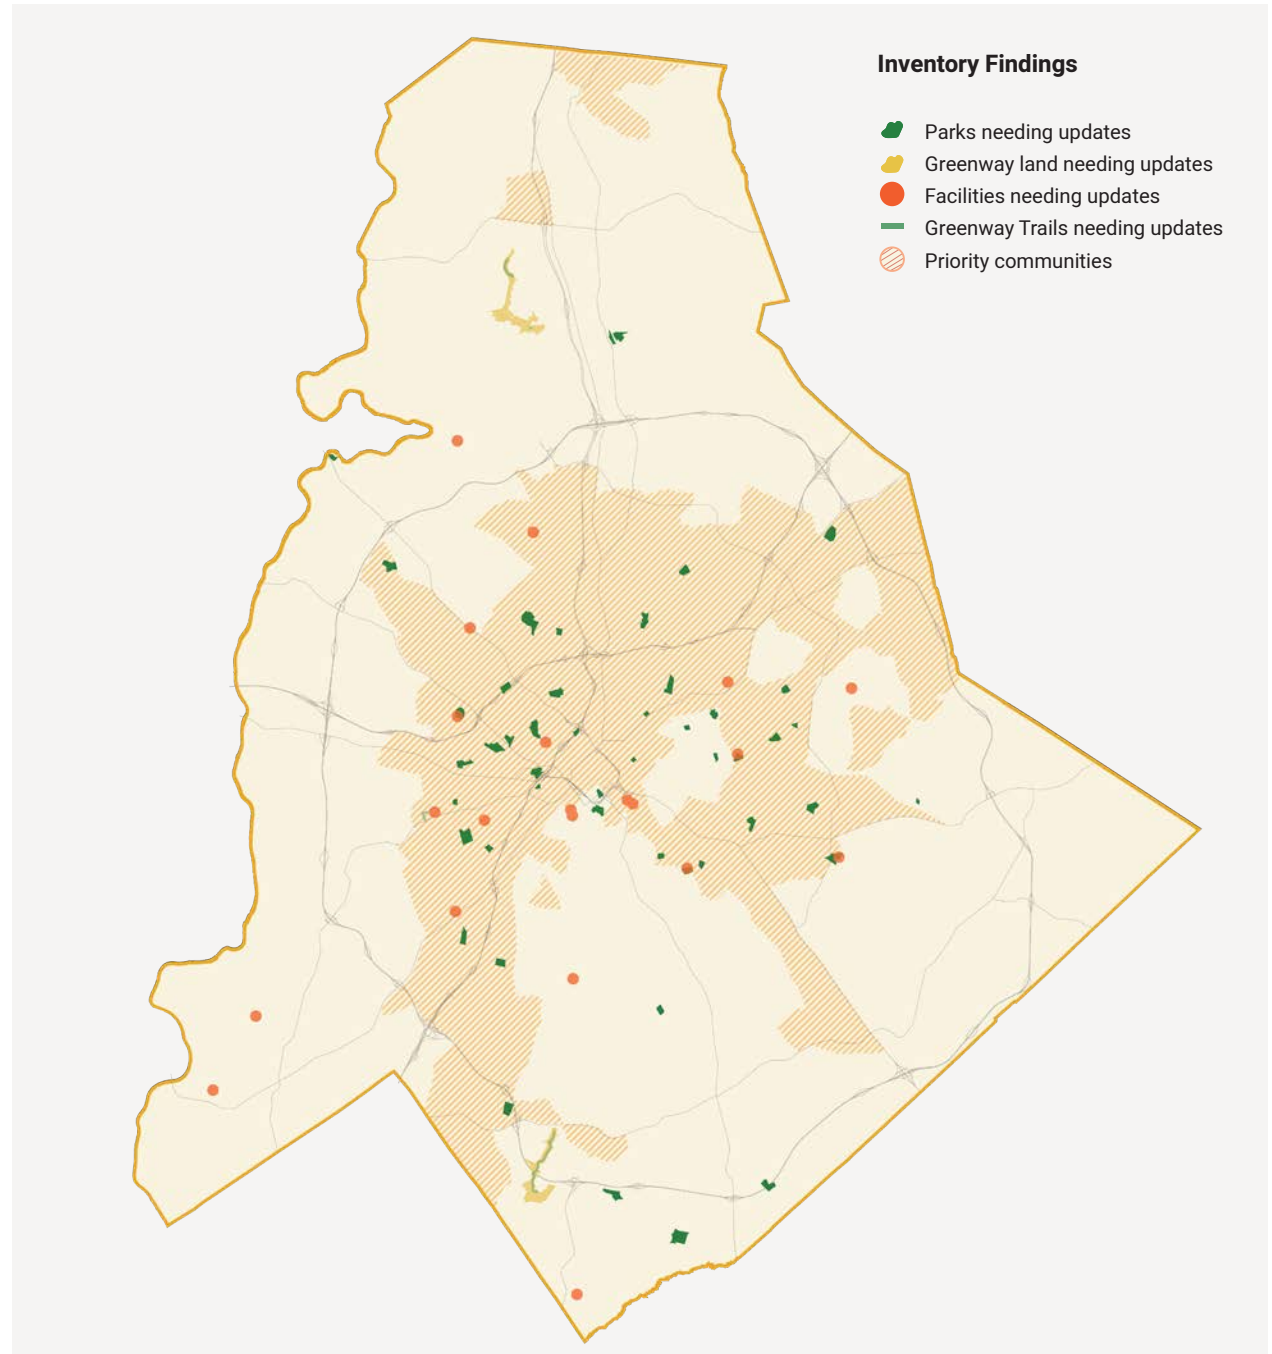 Inventory Findings
Parks needing updates
Greenway land needing updates
Facilities needing updates
Greenway Trails needing updates
Priority communities